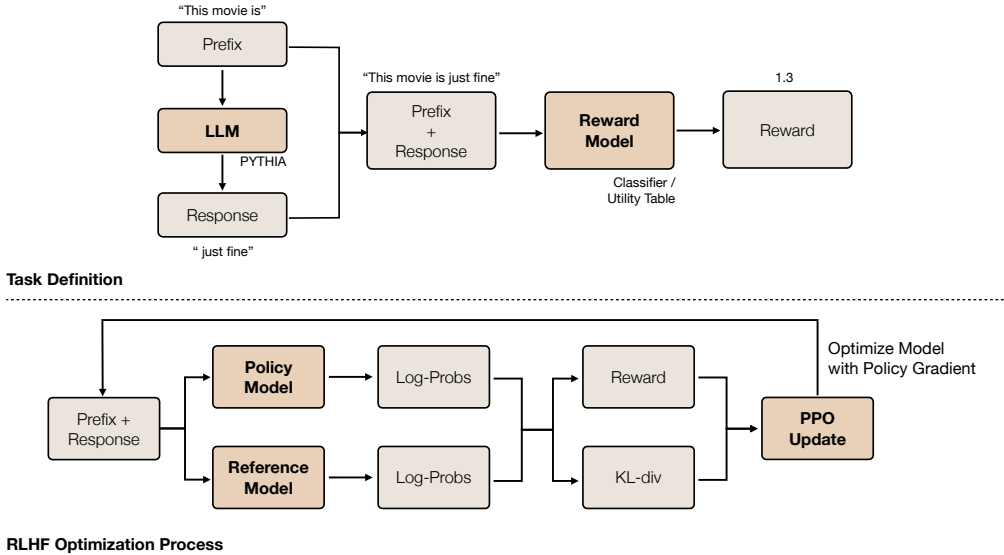 “This movie is”
Prefix
LLM
PYTHIA
Response
“ just fine”
“This movie is just fine”
Prefix
+
Response
Reward
Model
Classifier /
Utility Table
1.3
Reward
Task Definition
Prefix +
Response
Policy
Model
Log-Probs
Reference
Model
Log-Probs
Reward
KL-div
PPO
Update
Optimize Model
with Policy Gradient
RLHF Optimization Process